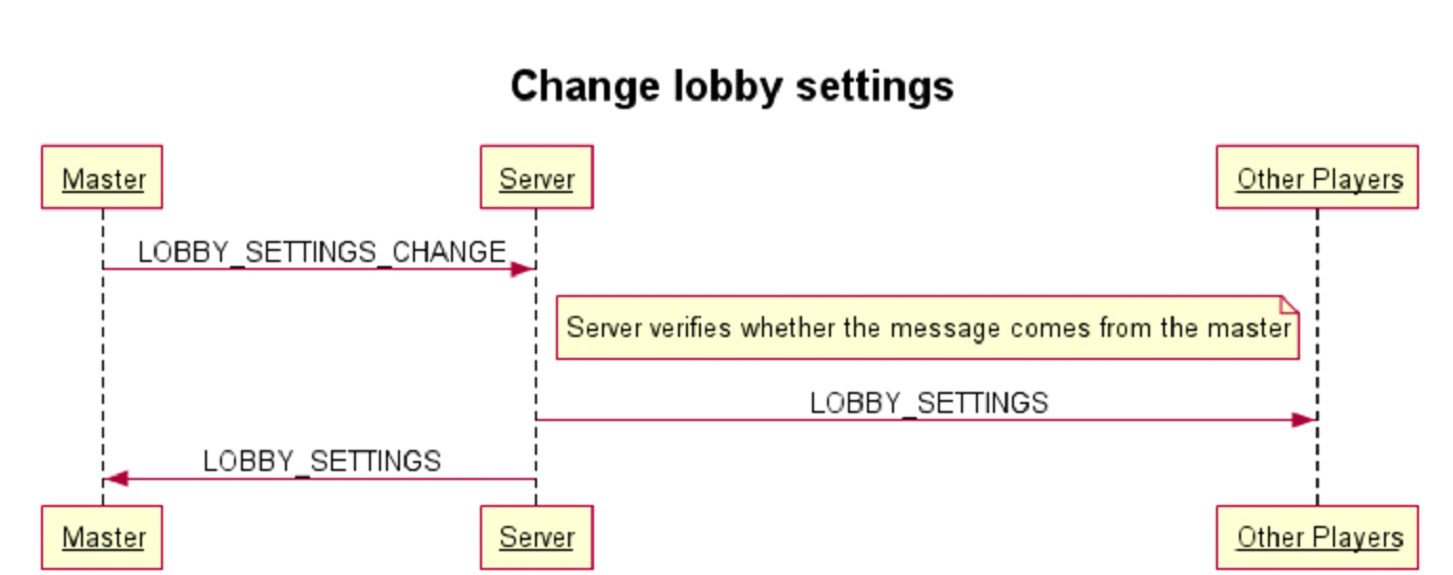 Change lobby settings
Master
Server
Other Players
LOBBY_SETTINGS_CHANGE
Server verifies whether the message comes from the master
LOBBY_SETTINGS
LOBBY_SETTINGS
Master
Server
Other Players